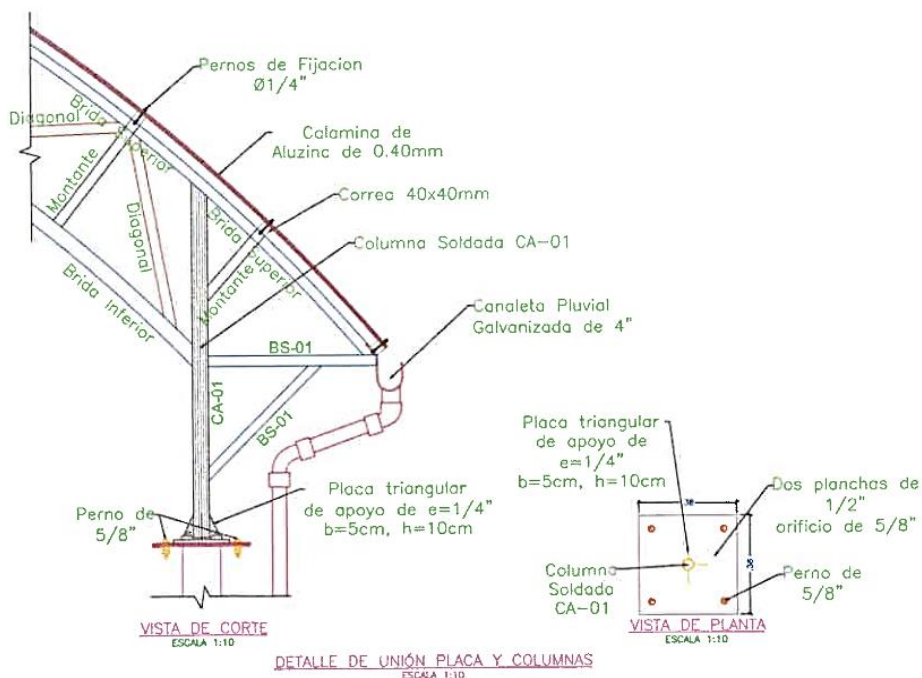 Pernos de Fijacion
Ø1/4"
Brida Superior
Diagonal
Calamina de
Aluzinc de 0.40mm
Montante
Correa 40x40mm
Diagonal
Brida Superior
Columna Soldada CA-01
Montante
Brida Inferior
Canaleta Pluvial
Galvanizada de 4"
BS-01
CA-01
BS-01
Placa triangular
de apoyo de e=1/4"
b=5cm, h=10cm
Perno de
5/8"
VISTA DE CORTE
ESCALA 1:10
Placa triangular
de apoyo de
e=1/4"
b=5cm, h=10cm
Dos planchas de
1/2"
orificio de 5/8"
.36
.36
Columna
Soldada
CA-01
Perno de
5/8"
VISTA DE PLANTA
ESCALA 1:10
DETALLE DE UNIÓN PLACA Y COLUMNAS
ESCALA 1:10